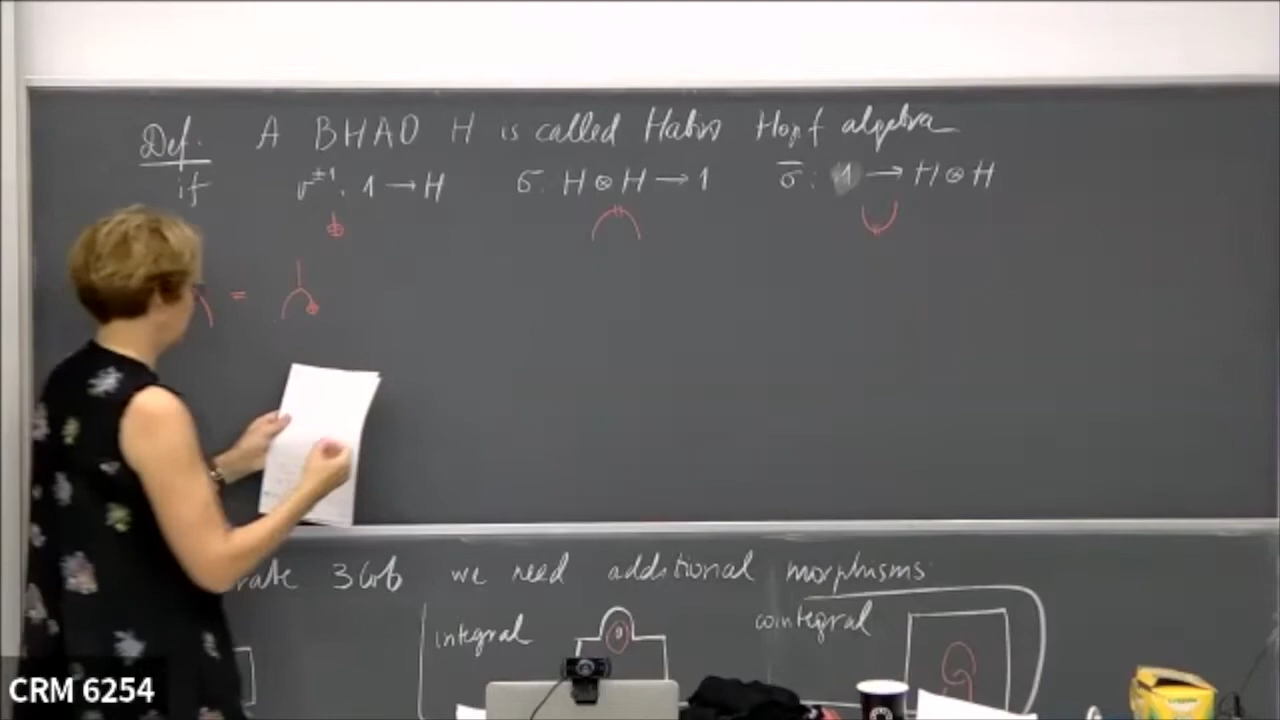 Def. A BHAD H is called Habiro Hopf algebra
if v±1: 1 → H σ: H ⊗ H → 1 σ̅: 1 → H ⊗ H
=
rate 3Cob we need additional morphisms
integral cointegral
CRM 6254